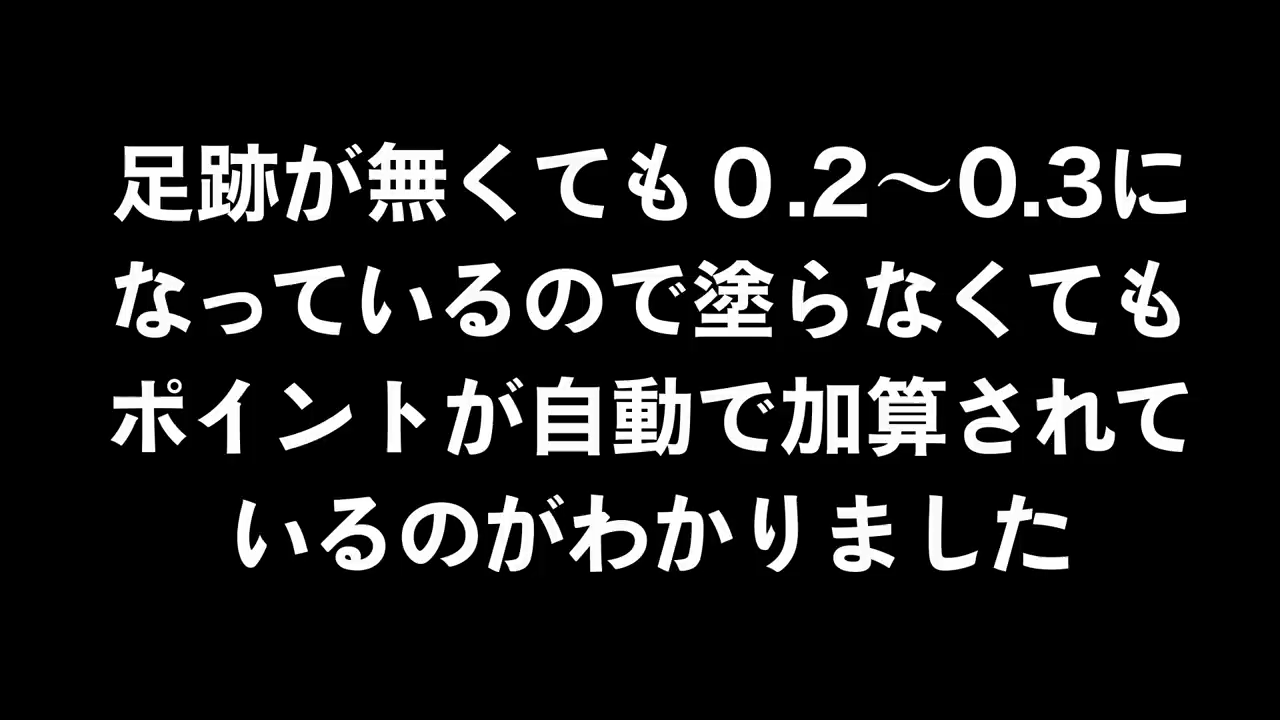 足跡が無くても０.2〜0.3に
なっているので塗らなくても
ポイントが自動で加算されて
いるのがわかりました